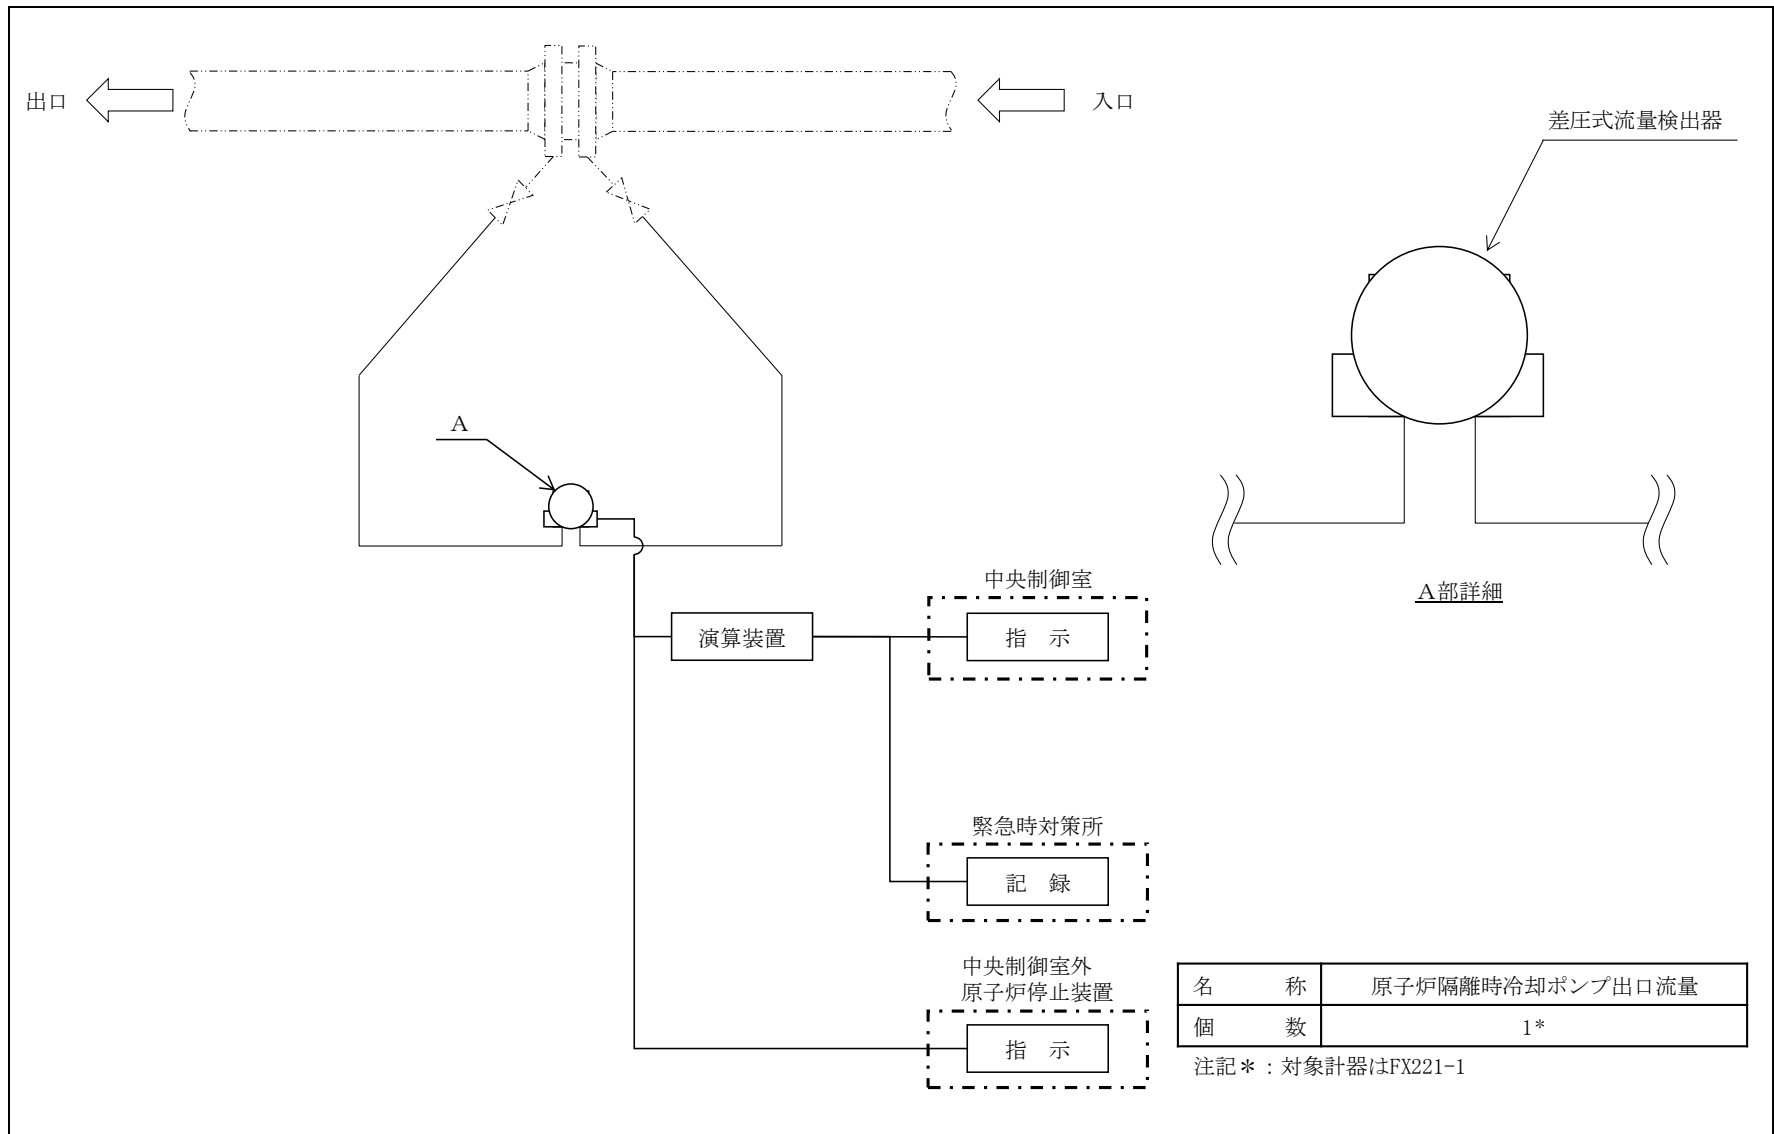 出口
入口
差圧式流量検出器
A
A部詳細
中央制御室
演算装置
指 示
緊急時対策所
記 録
中央制御室外
原子炉停止装置
指 示
名 称 原子炉隔離時冷却ポンプ出口流量
個 数 1*
注記*:対象計器はFX221-1